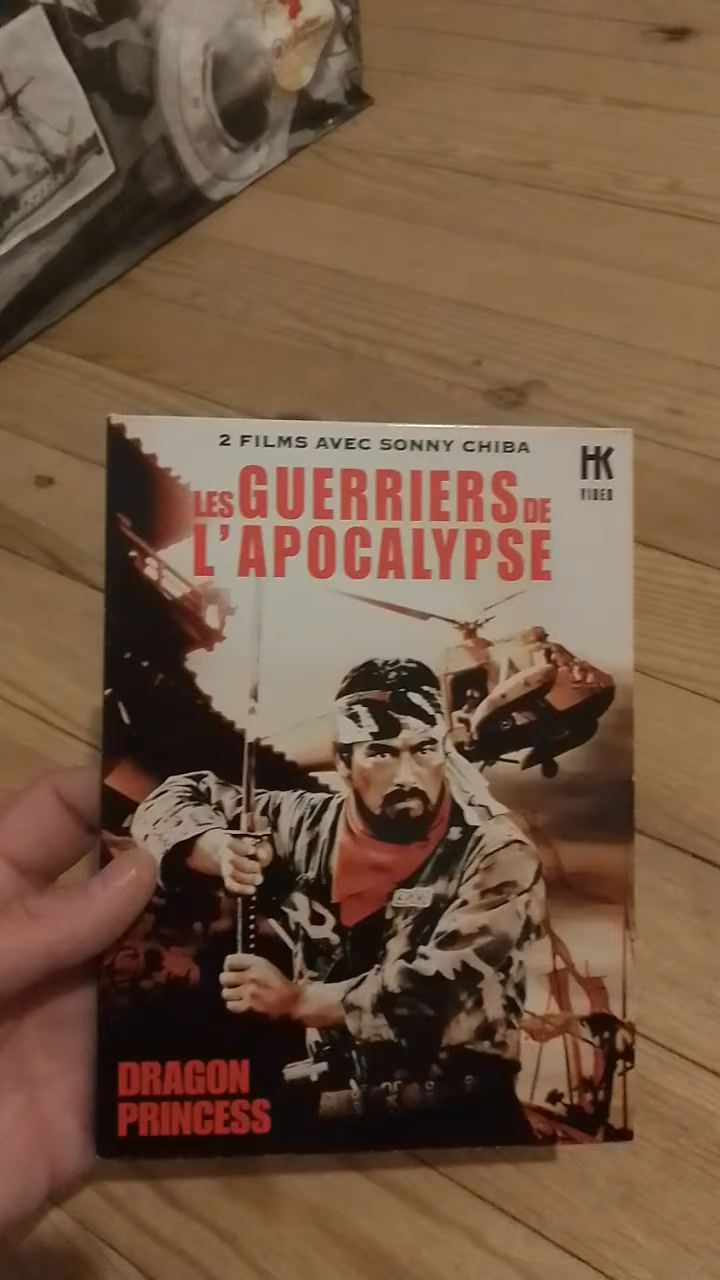 2 FILMS AVEC SONNY CHIBA
HK
VIDEO
LES GUERRIERS DE
L'APOCALYPSE
DRAGON
PRINCESS